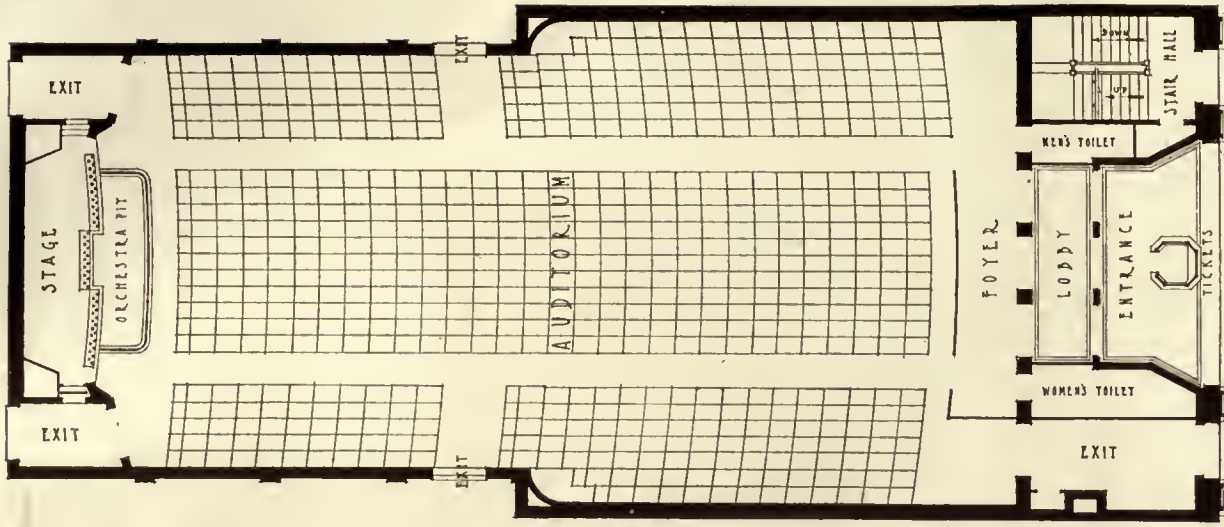 EXIT
EXIT
STAGE
ORCHESTRA PIT
EXIT
EXIT
AUDITORIUM
FOYER
LOBBY
ENTRANCE
TICKETS
DOWN
UP
STAIR HALL
MEN'S TOILET
WOMEN'S TOILET
EXIT